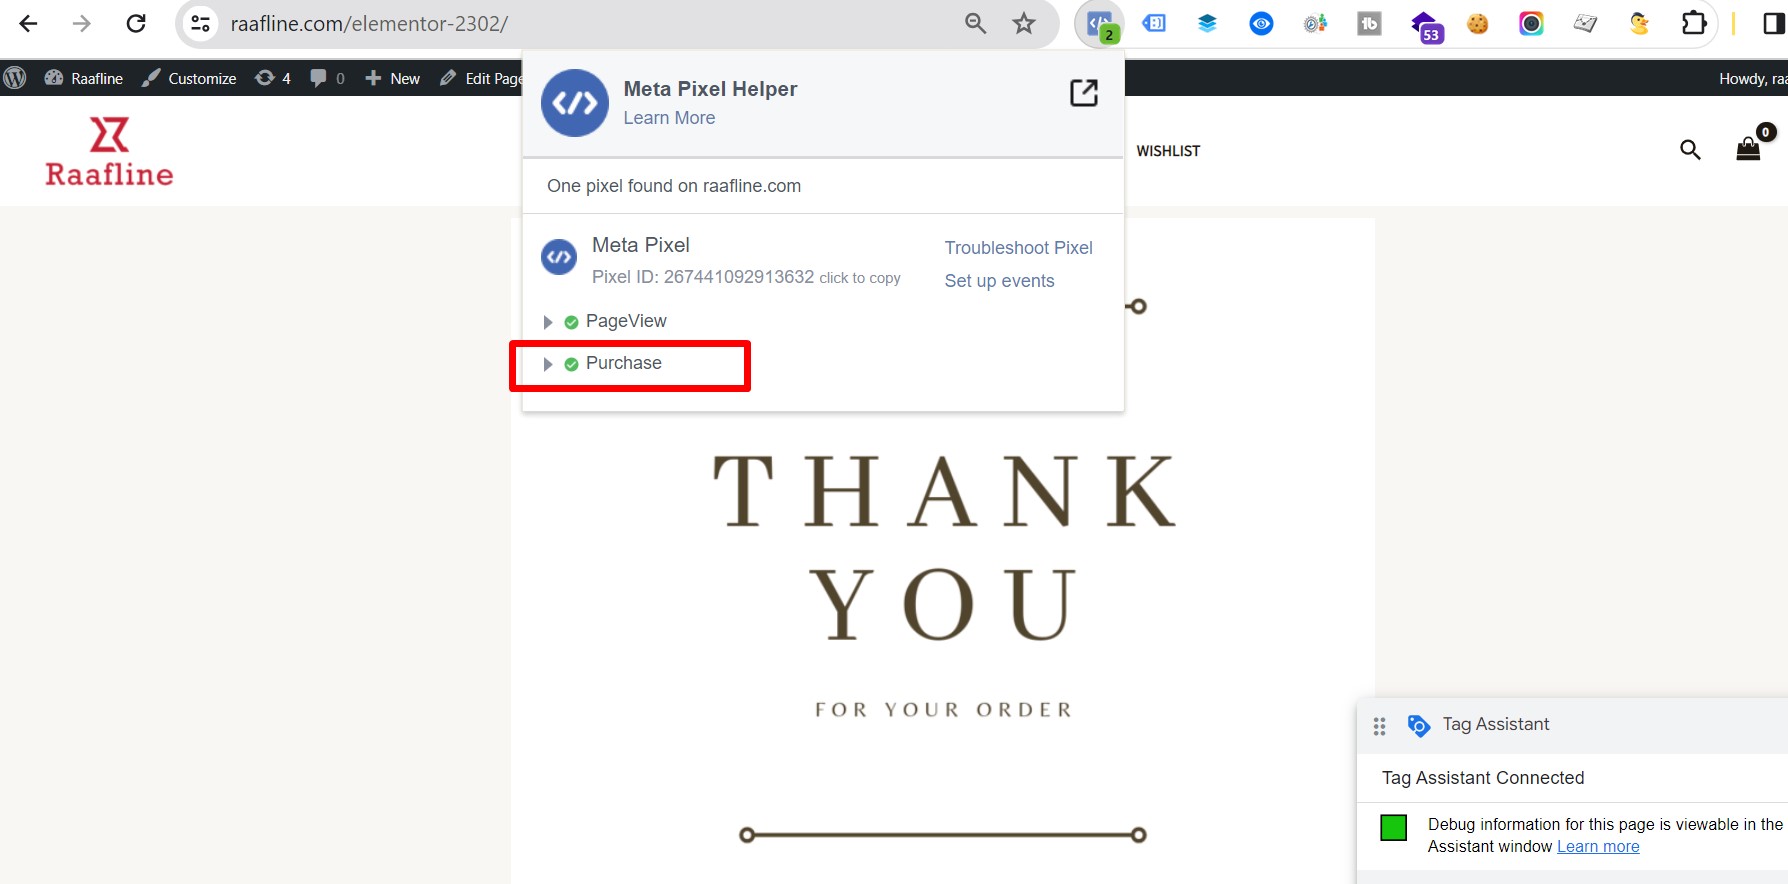 raafline.com/elementor-2302/
2
53
Raafline Customize 4 0 New Edit Page
Howdy, raa
Meta Pixel Helper
Learn More
Raafline
WISHLIST
0
One pixel found on raafline.com
Meta Pixel
Troubleshoot Pixel
Pixel ID: 267441092913632 click to copy
Set up events
PageView
Purchase
THANK
YOU
FOR YOUR ORDER
Tag Assistant
Tag Assistant Connected
Debug information for this page is viewable in the
Assistant window Learn more